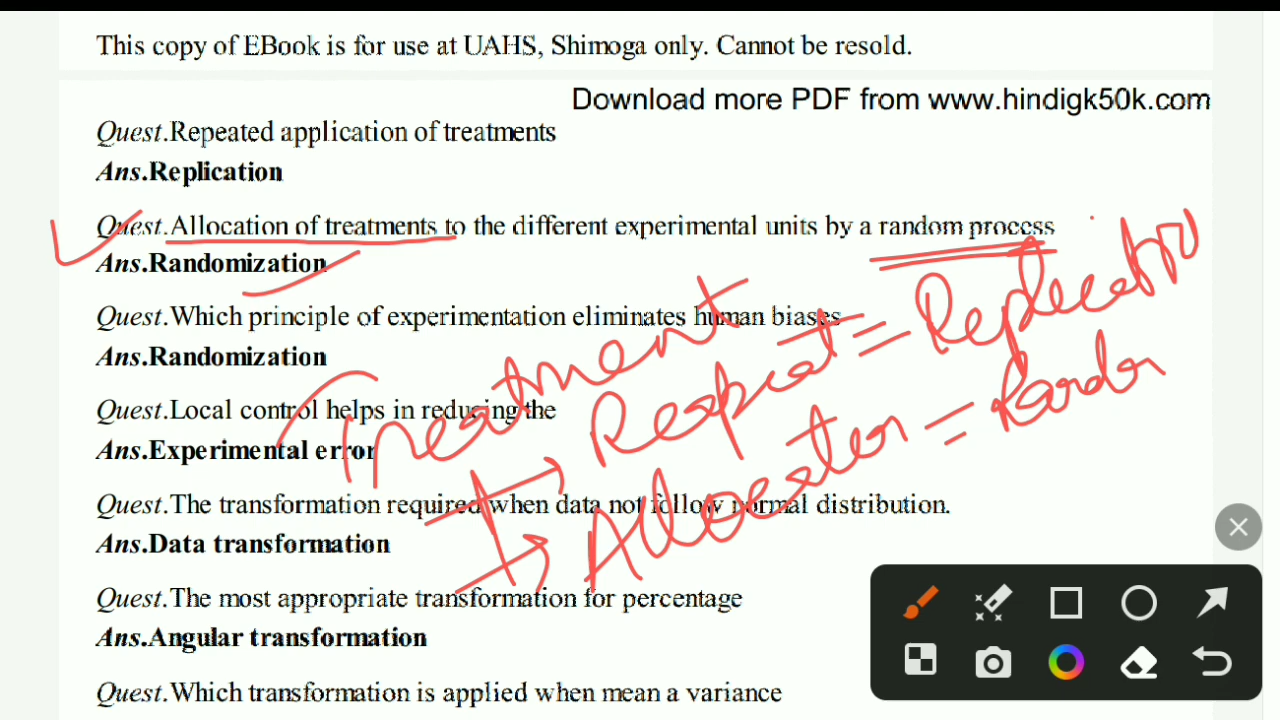 This copy of EBook is for use at UAHS, Shimoga only. Cannot be resold.
Download more PDF from www.hindigk50k.com
Quest.Repeated application of treatments
Ans.Replication
Quest.Allocation of treatments to the different experimental units by a random process
Ans.Randomization
Quest.Which principle of experimentation eliminates human biases
Ans.Randomization
Quest.Local control helps in reducing the
Ans.Experimental error
Quest.The transformation required when data not follow normal distribution.
Ans.Data transformation
Quest.The most appropriate transformation for percentage
Ans.Angular transformation
Quest.Which transformation is applied when mean a variance
Treatment
Repeat = Replication
Allocation = Random